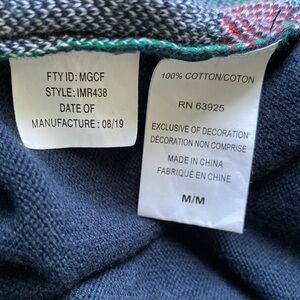 FTY ID: MGCF
STYLE: IMR438
DATE OF
MANUFACTURE : 08/19
100% COTTON/COTON
RN 63925
EXCLUSIVE OF DECORATION
DÉCORATION NON COMPRISE
MADE IN CHINA
FABRIQUÉ EN CHINE
M/M